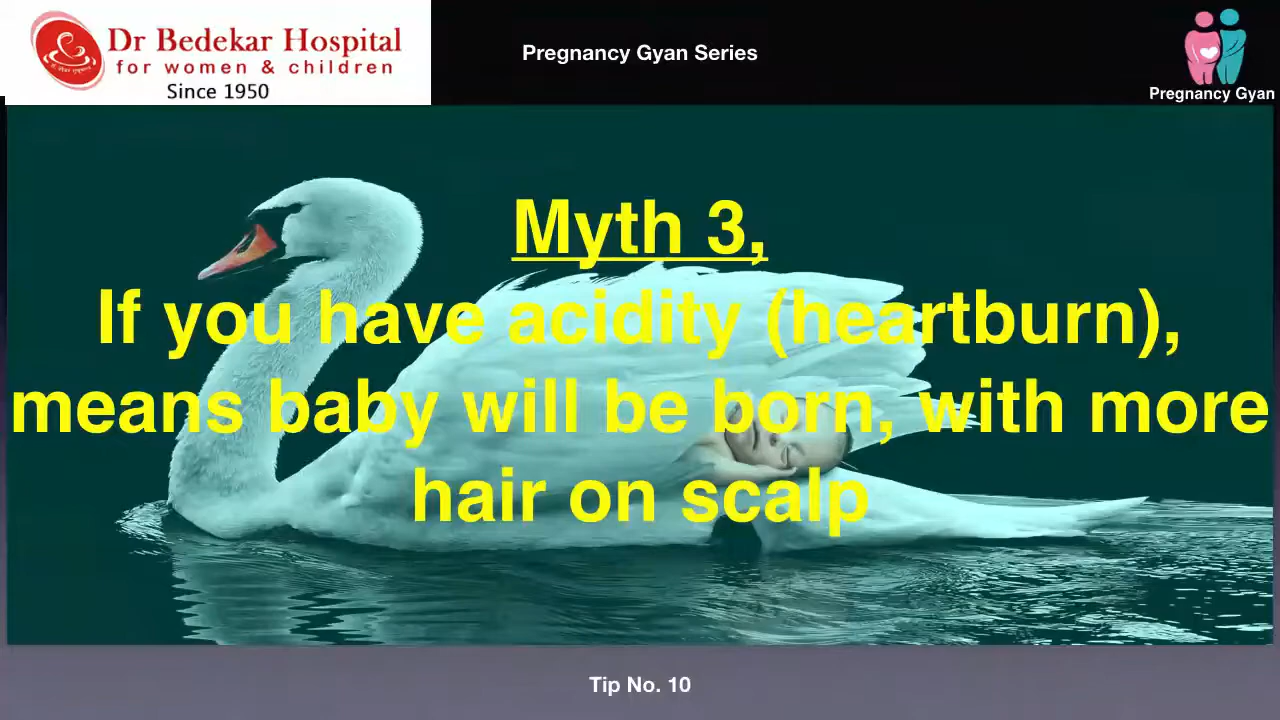 Dr Bedekar Hospital
for women & children
Since 1950
Pregnancy Gyan Series
Pregnancy Gyan
Myth 3,
If you have acidity (heartburn),
means baby will be born, with more
hair on scalp
Tip No. 10